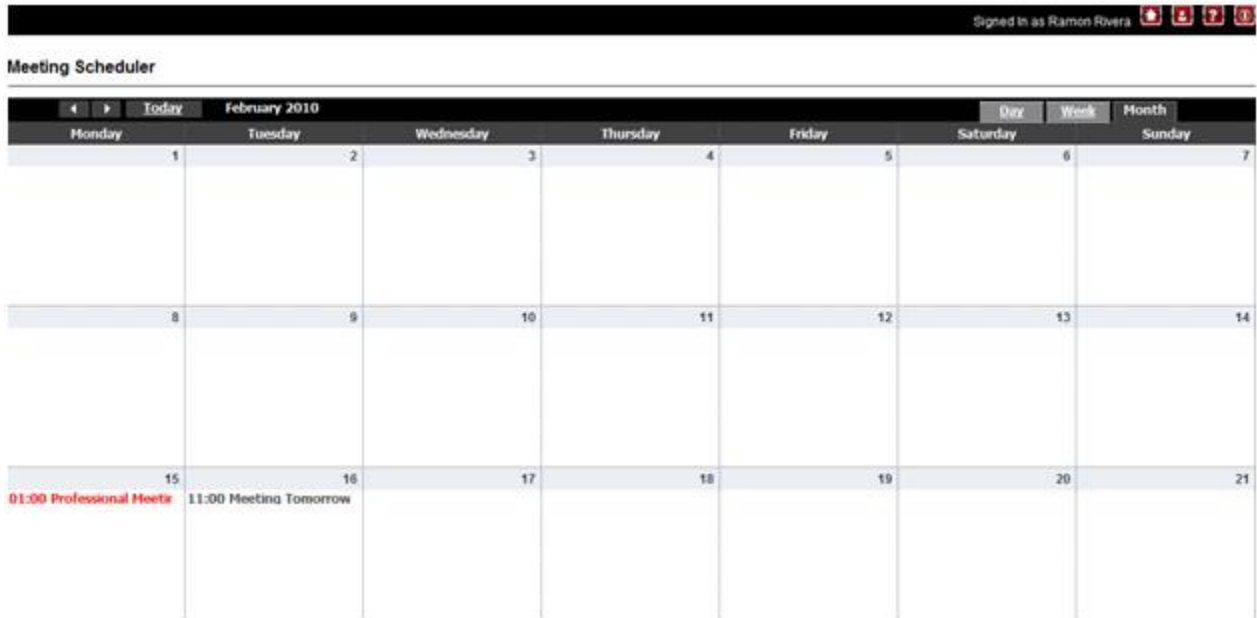 Signed In as Ramon Rivera ?
Meeting Scheduler
Today February 2010 Day Week Month
Monday Tuesday Wednesday Thursday Friday Saturday Sunday
1 2 3 4 5 6 7
8 9 10 11 12 13 14
15 16 17 18 19 20 21
01:00 Professional Meetir 11:00 Meeting Tomorrow